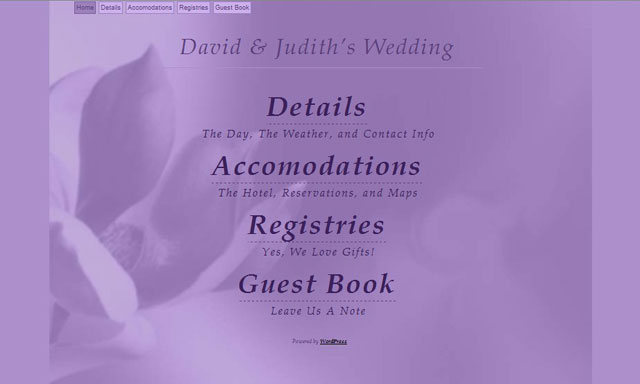 Home Details Accomodations Registries Guest Book
David & Judith's Wedding
Details
The Day, The Weather, and Contact Info
Accomodations
The Hotel, Reservations, and Maps
Registries
Yes, We Love Gifts!
Guest Book
Leave Us A Note
Powered by WordPress